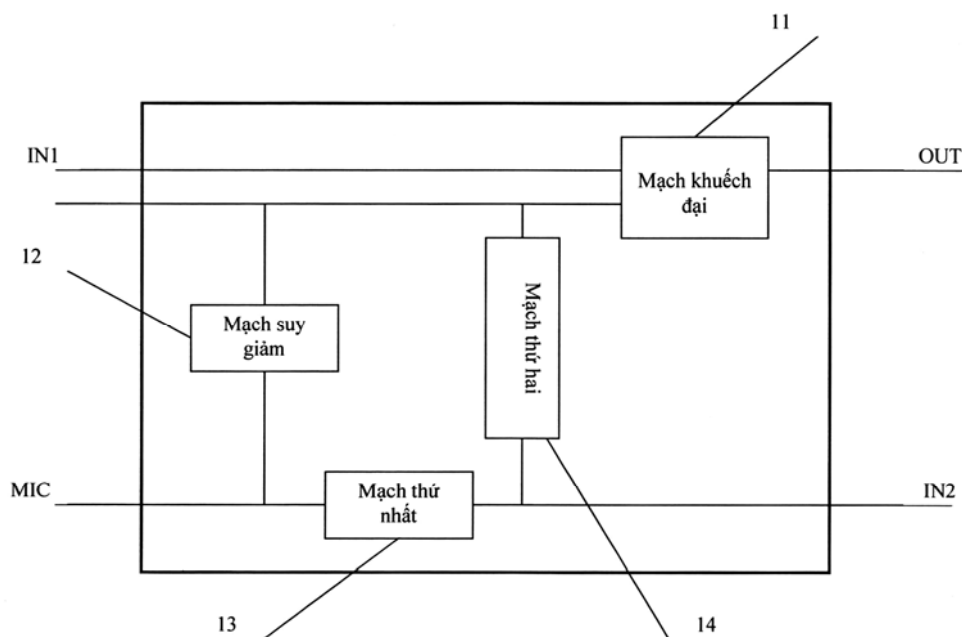 11
IN1
OUT
Mạch khuếch
đại
12
Mạch suy
giảm
Mạch thứ hai
MIC
Mạch thứ
nhất
IN2
13
14